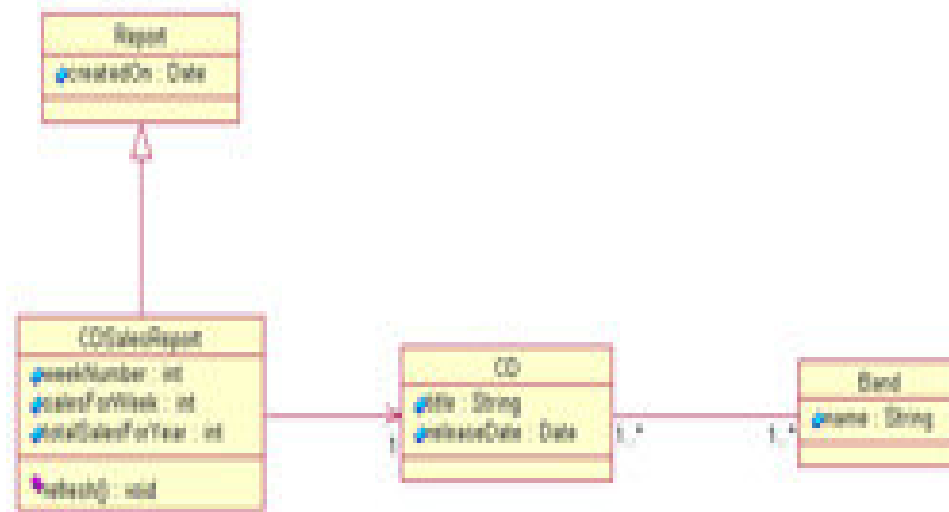 Report
createdOn : Date
CDSalesReport
weekNumber : int
salesForWeek : int
totalSalesForYear : int
refresh() : void
1
CD
title : String
releaseDate : Date
1..*
1..*
Band
name : String